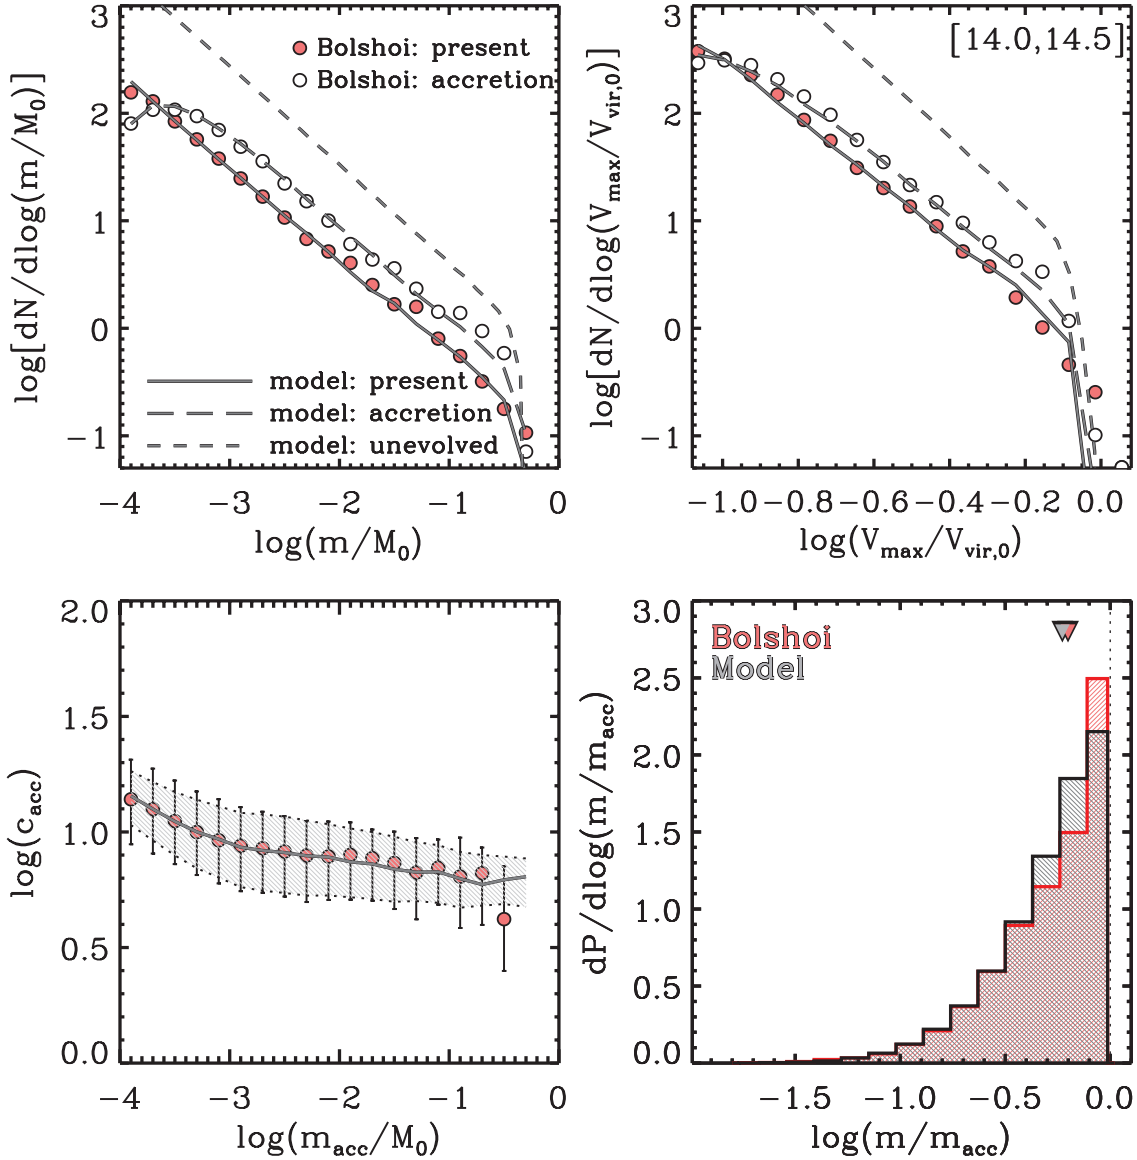 3
2
1
0
−1
log[dN/dlog(m/M0)]
Bolshoi: present
Bolshoi: accretion
model: present
model: accretion
model: unevolved
−4 −3 −2 −1 0
log(m/M0)
3
2
1
0
−1
log[dN/dlog(Vmax/Vvir,0)]
[14.0,14.5]
−1.0 −0.8 −0.6 −0.4 −0.2 0.0
log(Vmax/Vvir,0)
2.0
1.5
1.0
0.5
0.0
log(cacc)
−4 −3 −2 −1 0
log(macc/M0)
3.0
2.5
2.0
1.5
1.0
0.5
0.0
dP/dlog(m/macc)
Bolshoi
Model
−1.5 −1.0 −0.5 0.0
log(m/macc)